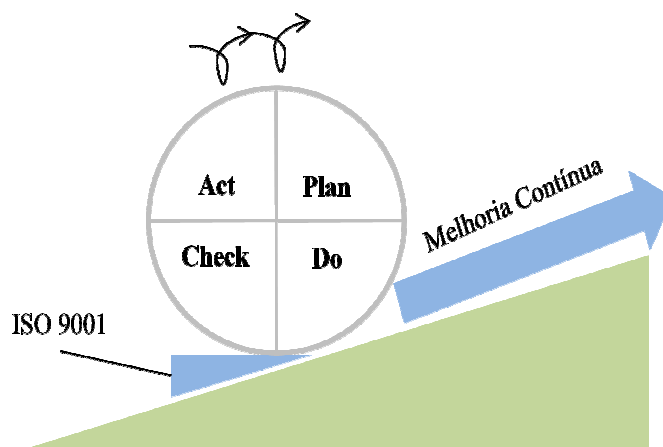 Act
Plan
Check
Do
Melhoria Contínua
ISO 9001